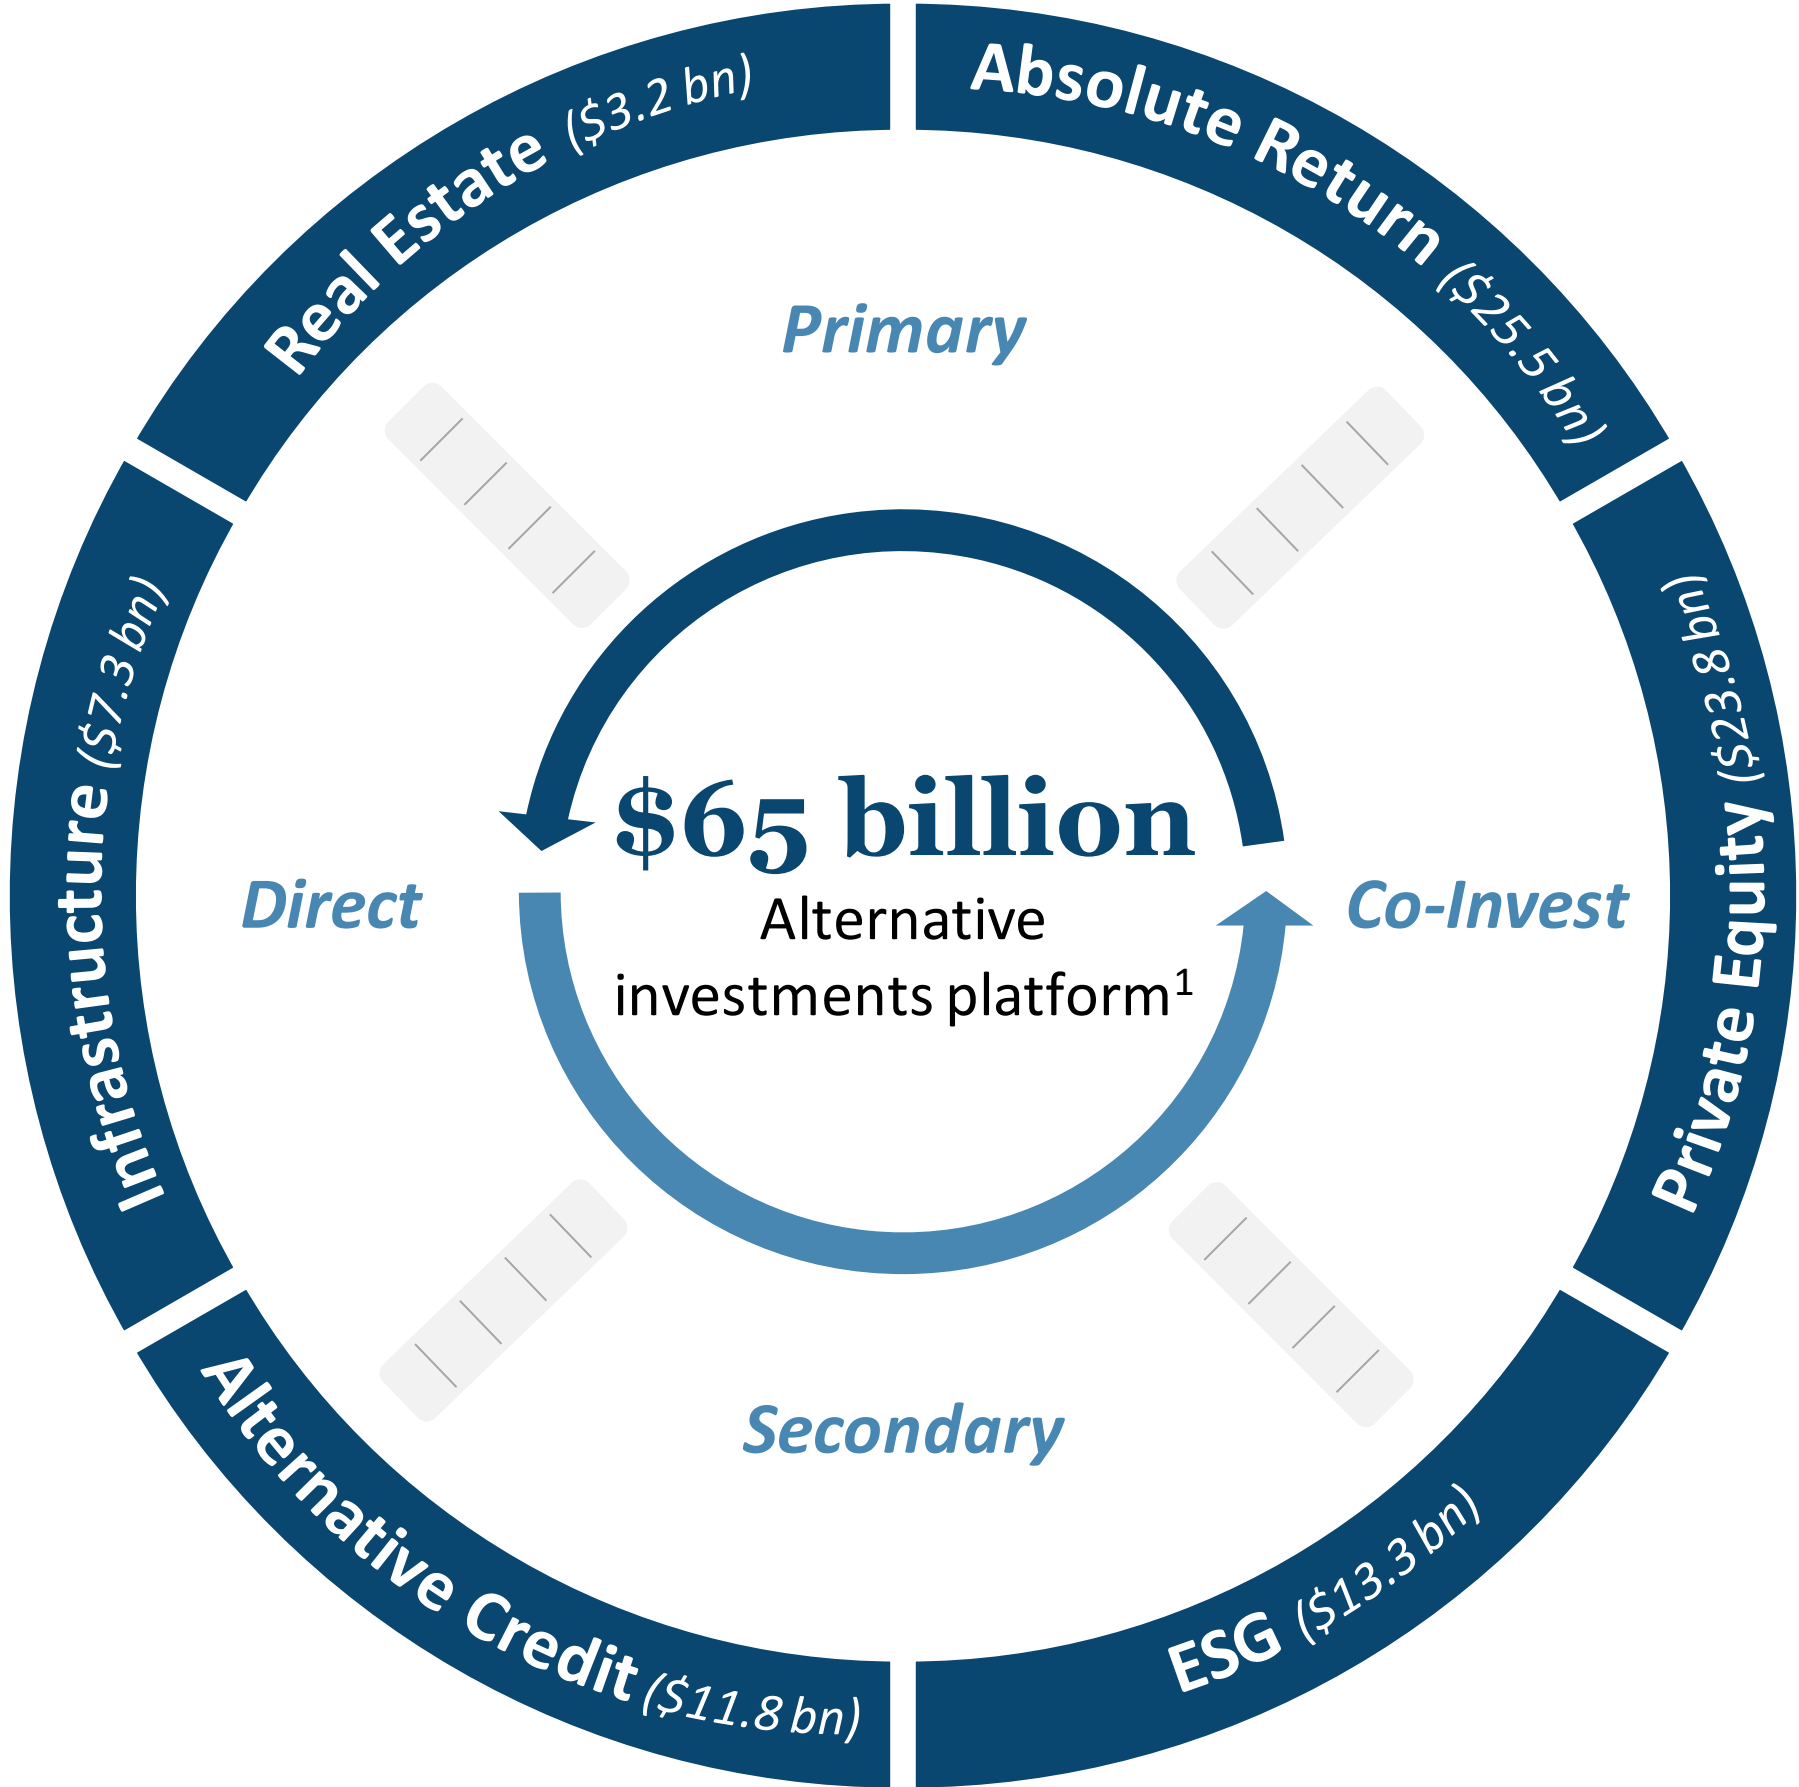 Real Estate ($3.2 bn)
Absolute Return ($25.5 bn)
Primary
Infrastructure ($7.3 bn)
Private Equity ($23.8 bn)
$65 billion
Alternative
investments platform¹
Direct
Co-Invest
Secondary
Alternative Credit ($11.8 bn)
ESG ($13.3 bn)